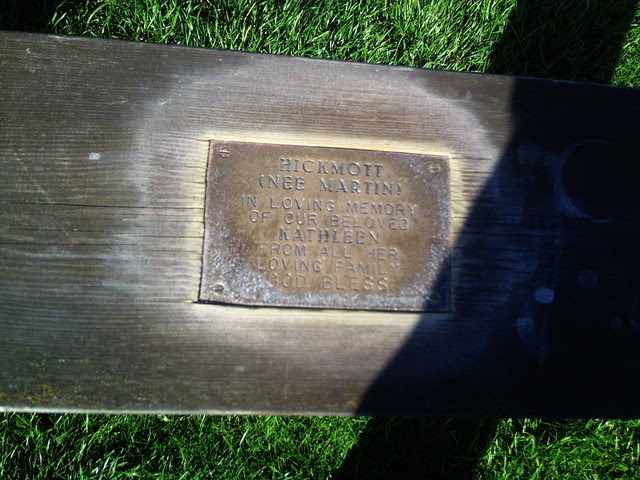 HICKMOTT
(NEE MARTIN)
IN LOVING MEMORY
OF OUR BELOVED
KATHLEEN
FROM ALL HER
LOVING FAMILY
GOD BLESS